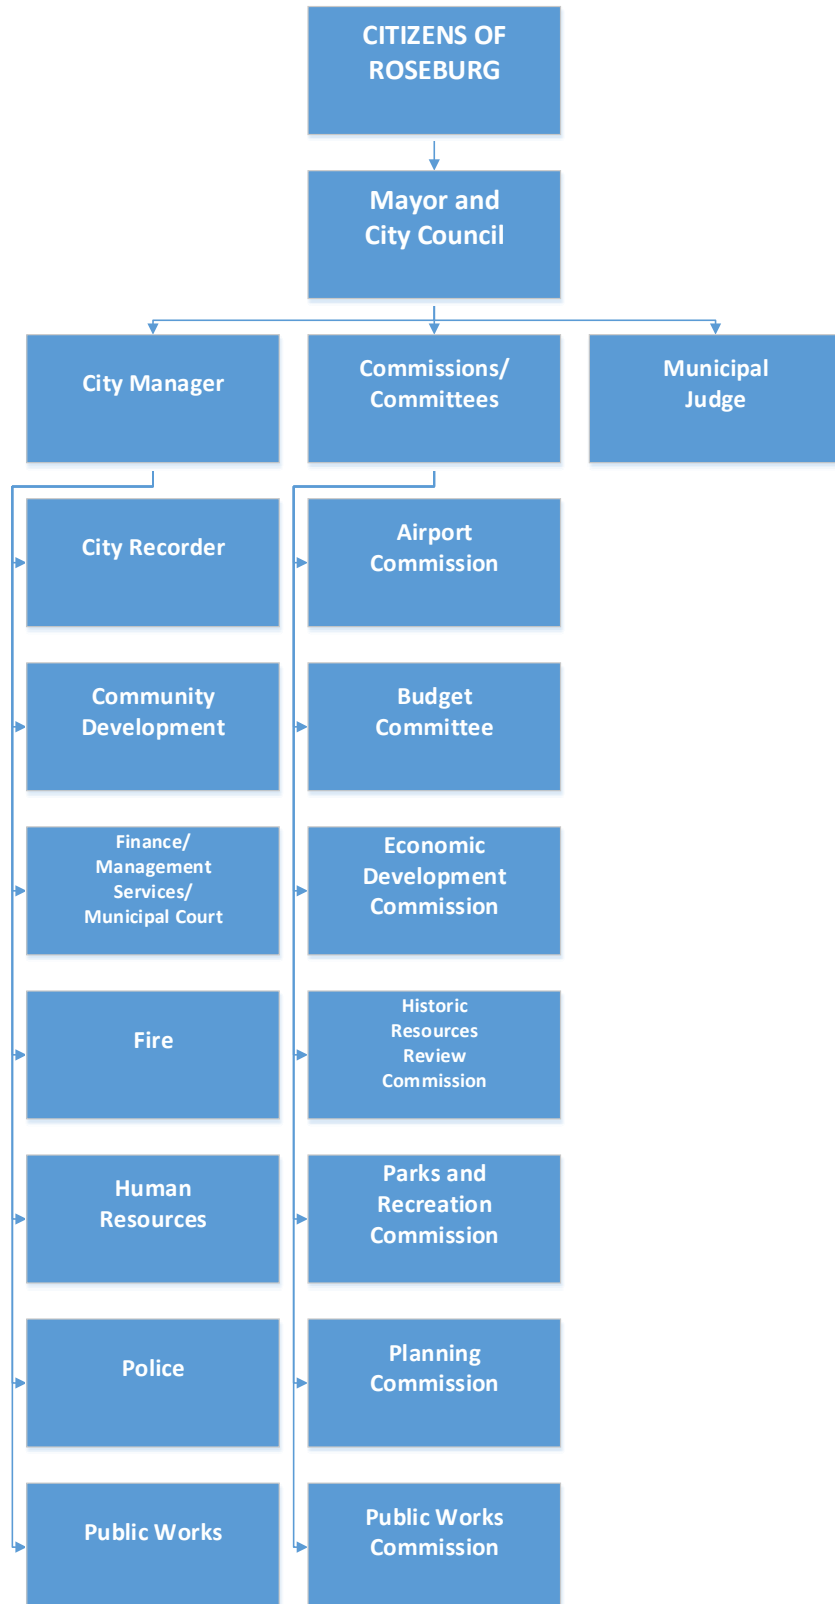 CITIZENS OF
ROSEBURG
Mayor and
City Council
City Manager
Commissions/
Committees
Municipal
Judge
City Recorder
Airport
Commission
Community
Development
Budget
Committee
Finance/
Management
Services/
Municipal Court
Economic
Development
Commission
Fire
Historic
Resources
Review
Commission
Human
Resources
Parks and
Recreation
Commission
Police
Planning
Commission
Public Works
Public Works
Commission